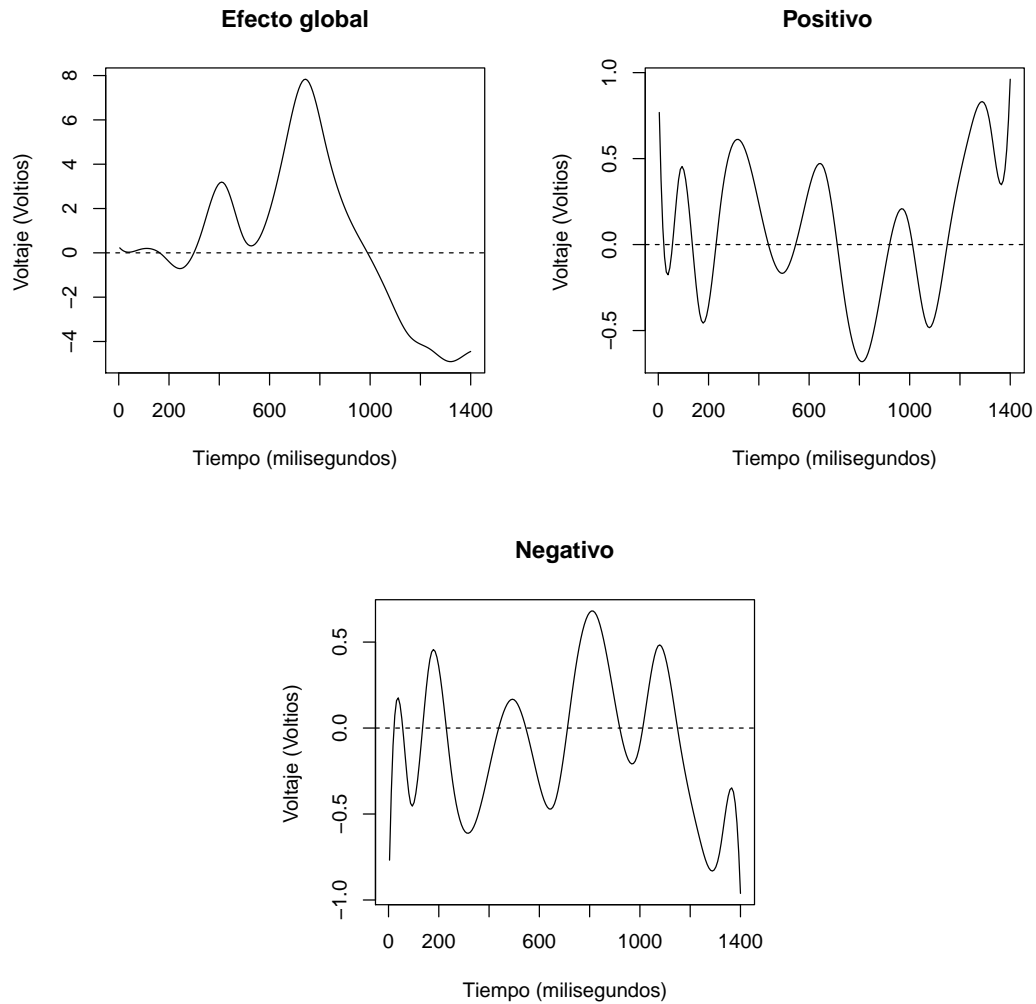 Efecto global
Voltaje (Voltios)
8
6
4
2
0
−2
−4
0 200 600 1000 1400
Tiempo (milisegundos)
Positivo
Voltaje (Voltios)
1.0
0.5
0.0
−0.5
0 200 600 1000 1400
Tiempo (milisegundos)
Negativo
Voltaje (Voltios)
0.5
0.0
−0.5
−1.0
0 200 600 1000 1400
Tiempo (milisegundos)